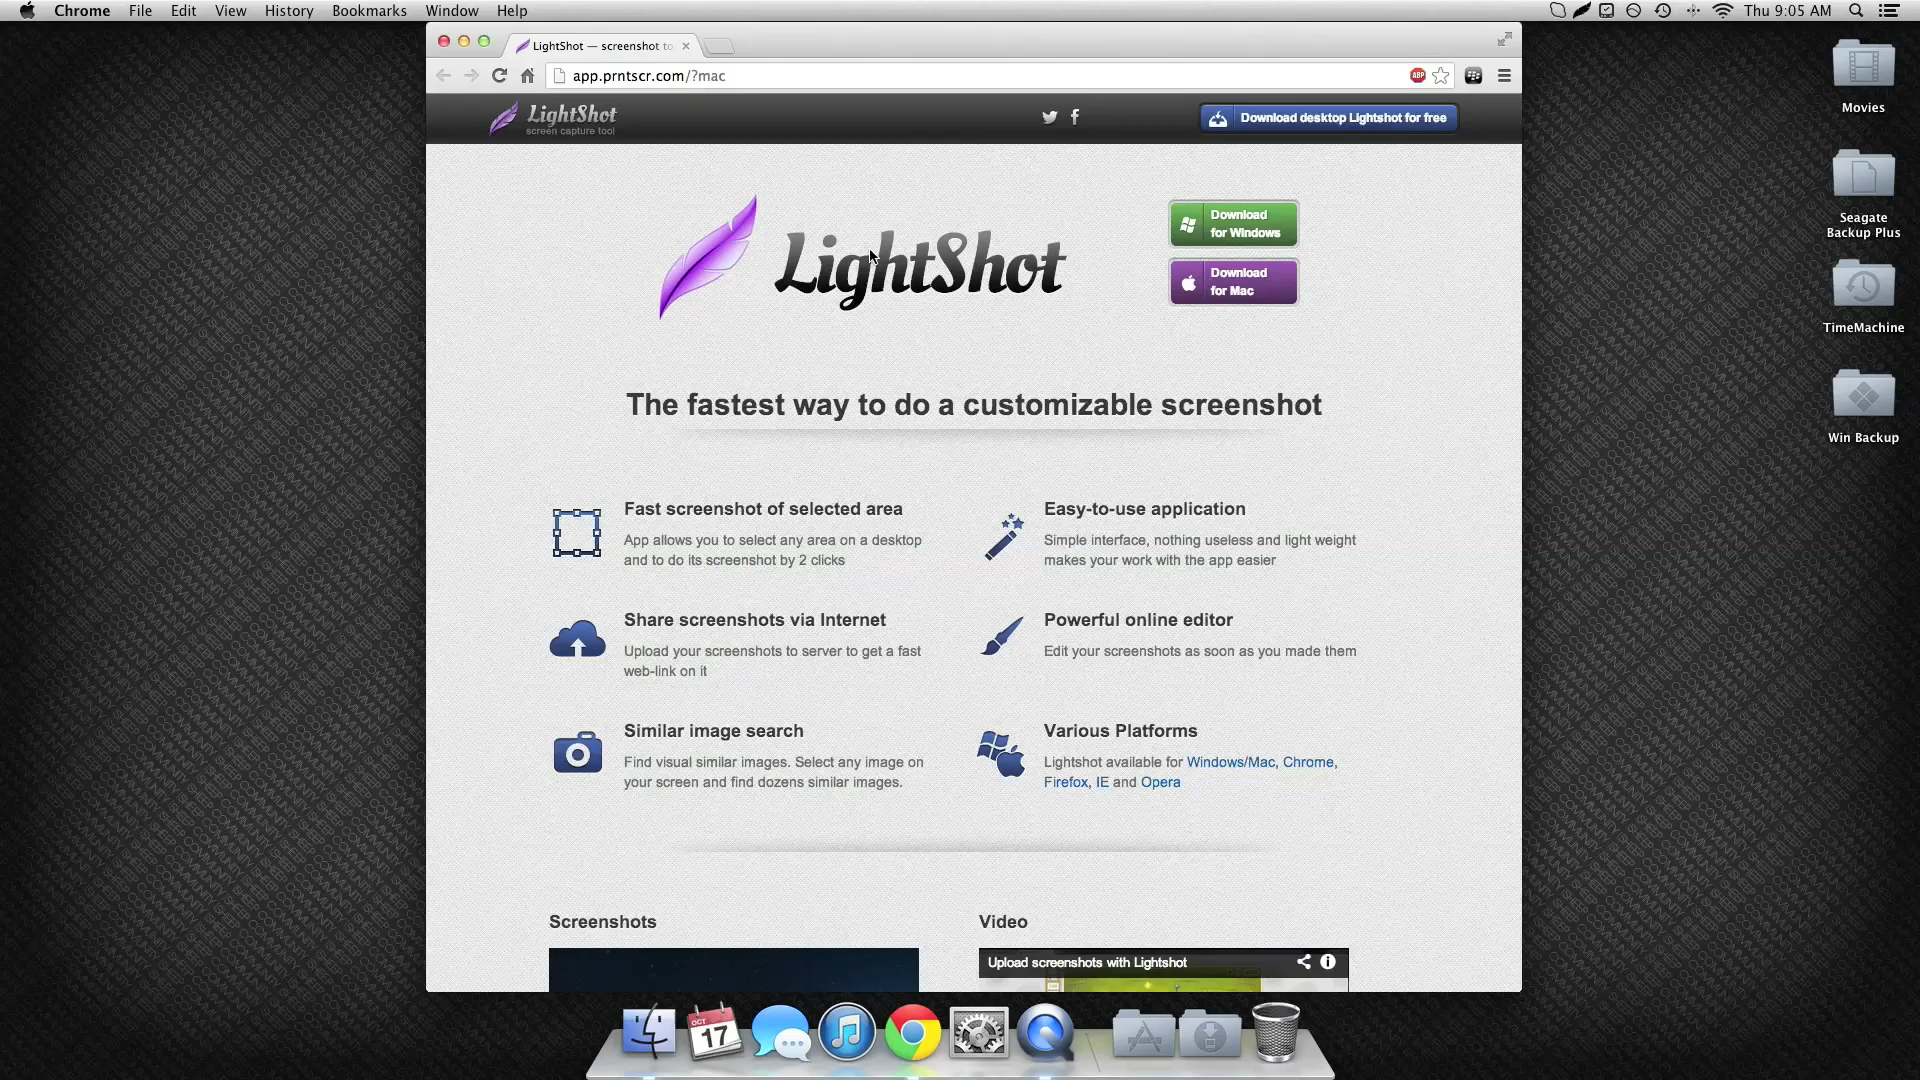 Chrome File Edit View History Bookmarks Window Help
Thu 9:05 AM
LightShot — screenshot to
app.prntscr.com/?mac
ABP
LightShot
screen capture tool
Download desktop Lightshot for free
LightShot
Download
for Windows
Download
for Mac
The fastest way to do a customizable screenshot
Fast screenshot of selected area
App allows you to select any area on a desktop
and to do its screenshot by 2 clicks
Easy-to-use application
Simple interface, nothing useless and light weight
makes your work with the app easier
Share screenshots via Internet
Upload your screenshots to server to get a fast
web-link on it
Powerful online editor
Edit your screenshots as soon as you made them
Similar image search
Find visual similar images. Select any image on
your screen and find dozens similar images.
Various Platforms
Lightshot available for Windows/Mac, Chrome,
Firefox, IE and Opera
Screenshots
Video
Upload screenshots with Lightshot
Movies
Seagate
Backup Plus
TimeMachine
Win Backup
OCT
17